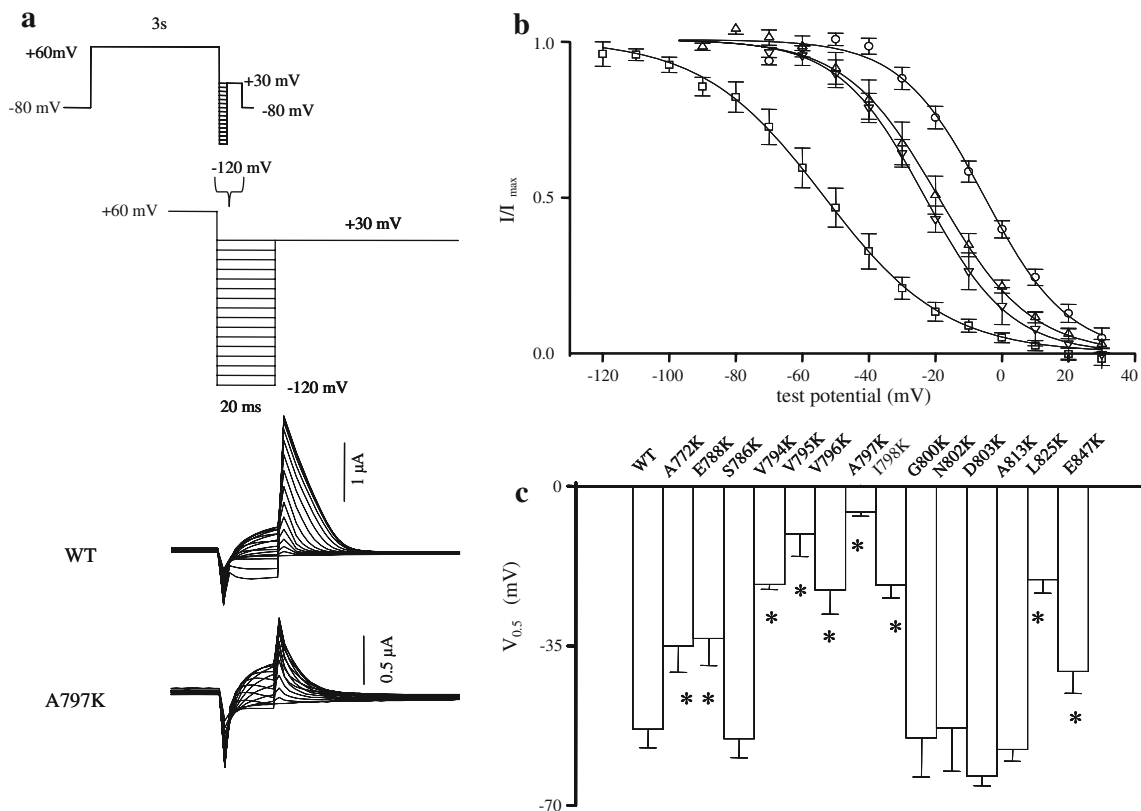 a
3s
+60mV
+30 mV
-80 mV
-80 mV
-120 mV
+60 mV
+30 mV
-120 mV
20 ms
1 µA
WT
0.5 µA
A797K
b
1.0
0.5
0.0
I/I max
-120 -100 -80 -60 -40 -20 0 20 40
test potential (mV)
c
WT A772K E788K S786K V794K V795K V796K A797K I798K G800K N802K D803K A813K L825K E847K
0
-35
-70
V0.5 (mV)
* * * * * * * * *